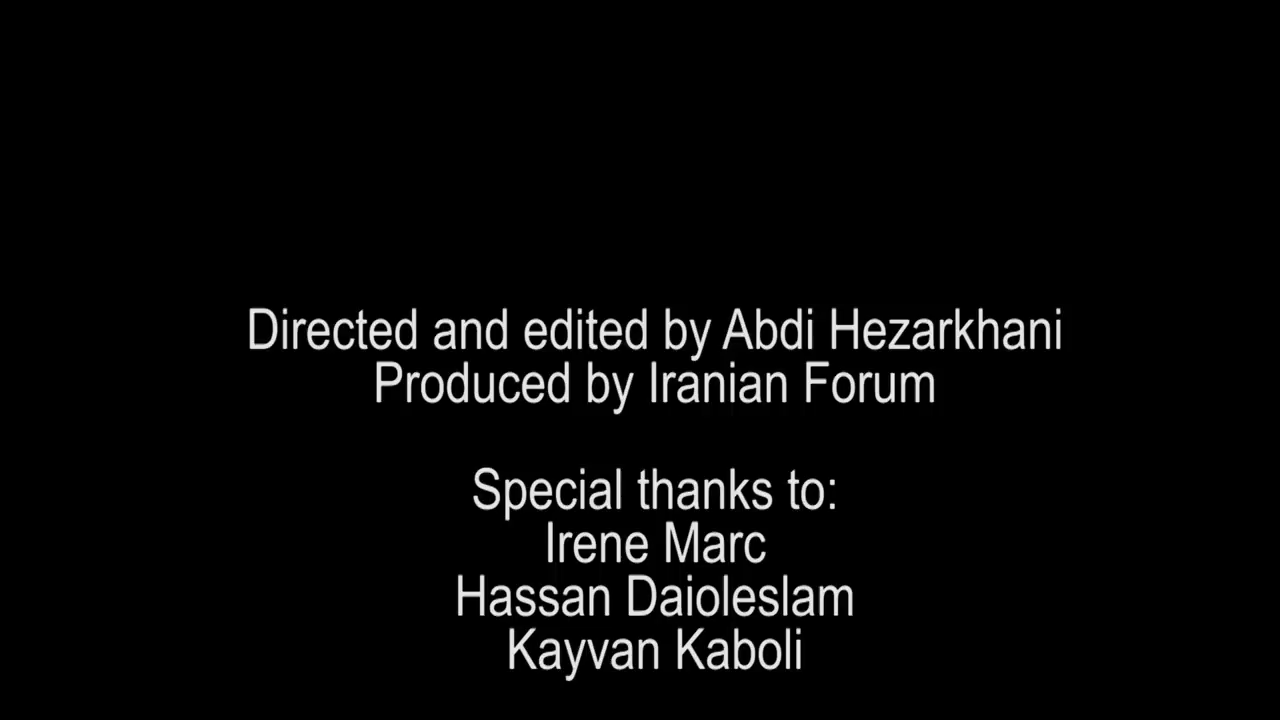 Directed and edited by Abdi Hezarkhani
Produced by Iranian Forum
Special thanks to:
Irene Marc
Hassan Daioleslam
Kayvan Kaboli